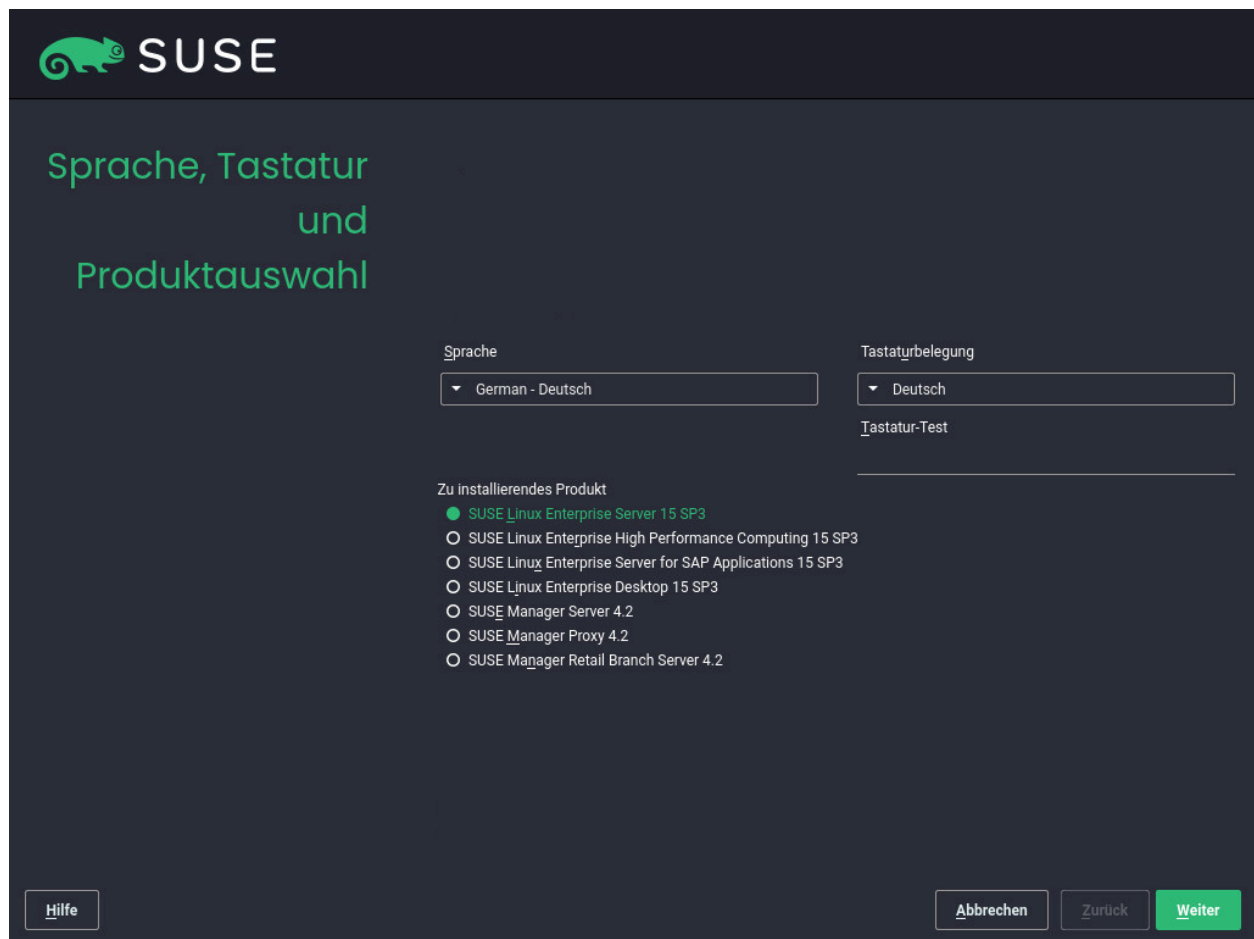 SUSE
Sprache, Tastatur
und
Produktauswahl
Sprache
Tastaturbelegung
German - Deutsch
Deutsch
Tastatur-Test
Zu installierendes Produkt
SUSE Linux Enterprise Server 15 SP3
SUSE Linux Enterprise High Performance Computing 15 SP3
SUSE Linux Enterprise Server for SAP Applications 15 SP3
SUSE Linux Enterprise Desktop 15 SP3
SUSE Manager Server 4.2
SUSE Manager Proxy 4.2
SUSE Manager Retail Branch Server 4.2
Hilfe
Abbrechen
Zurück
Weiter